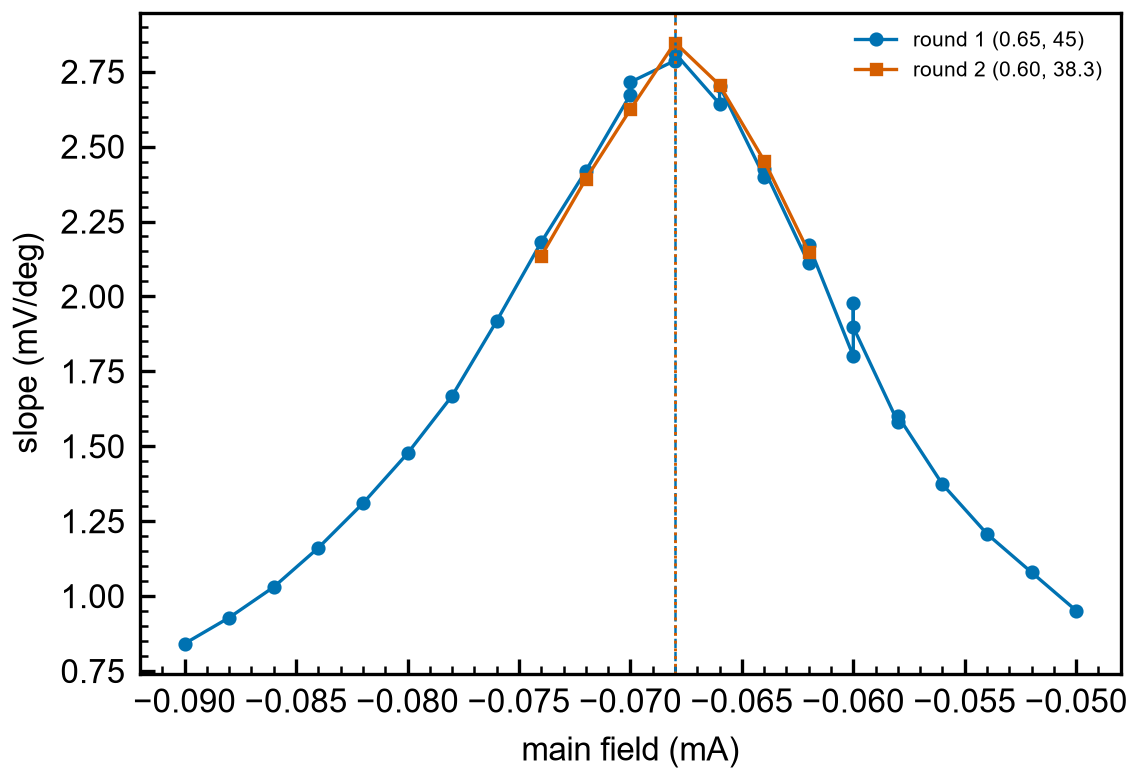 round 1 (0.65, 45)
round 2 (0.60, 38.3)
2.75
2.50
2.25
2.00
1.75
1.50
1.25
1.00
0.75
slope (mV/deg)
−0.090 −0.085 −0.080 −0.075 −0.070 −0.065 −0.060 −0.055 −0.050
main field (mA)